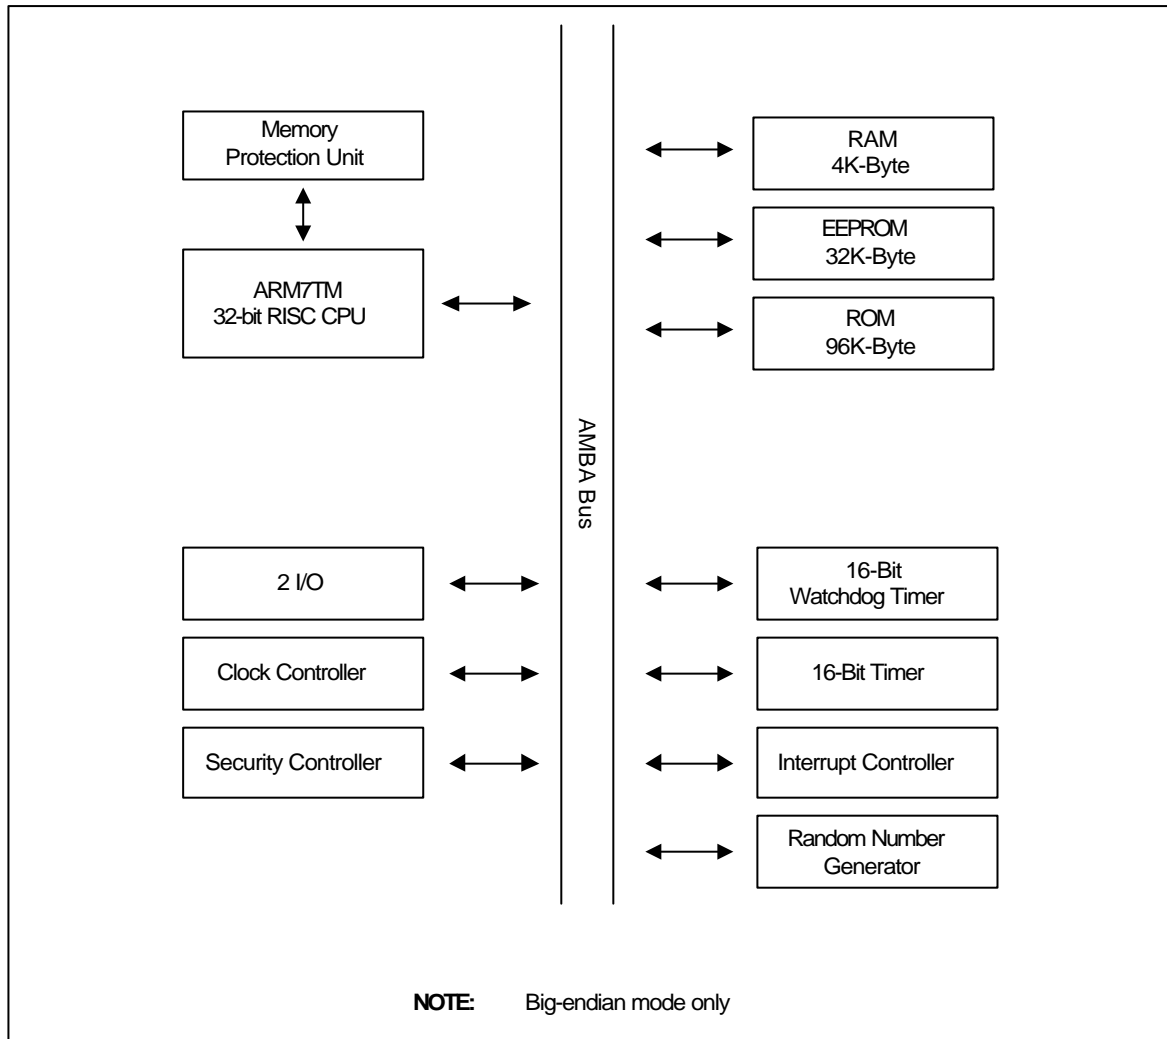 Memory
Protection Unit
ARM7TM
32-bit RISC CPU
RAM
4K-Byte
EEPROM
32K-Byte
ROM
96K-Byte
AMBA Bus
2 I/O
Clock Controller
Security Controller
16-Bit
Watchdog Timer
16-Bit Timer
Interrupt Controller
Random Number
Generator
NOTE: Big-endian mode only